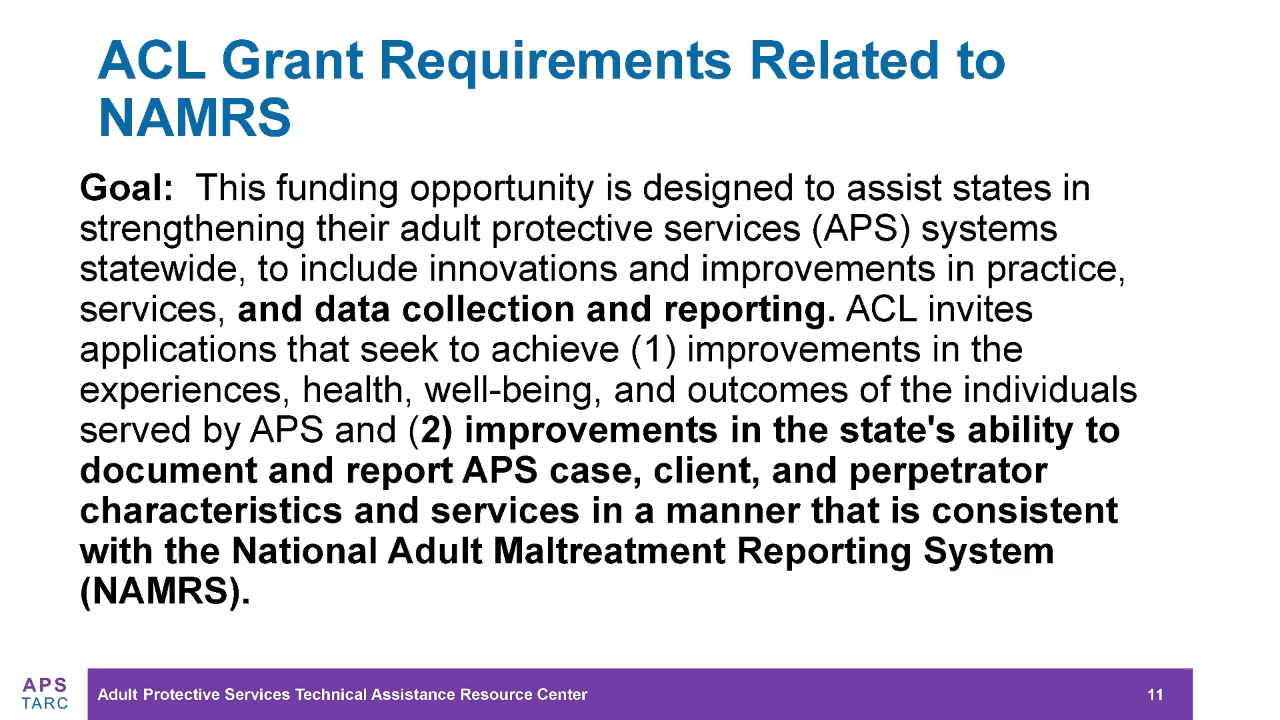 ACL Grant Requirements Related to
NAMRS
Goal:  This funding opportunity is designed to assist states in
strengthening their adult protective services (APS) systems
statewide, to include innovations and improvements in practice,
services, and data collection and reporting. ACL invites
applications that seek to achieve (1) improvements in the
experiences, health, well-being, and outcomes of the individuals
served by APS and (2) improvements in the state's ability to
document and report APS case, client, and perpetrator
characteristics and services in a manner that is consistent
with the National Adult Maltreatment Reporting System
(NAMRS).
APS
TARC
Adult Protective Services Technical Assistance Resource Center
11